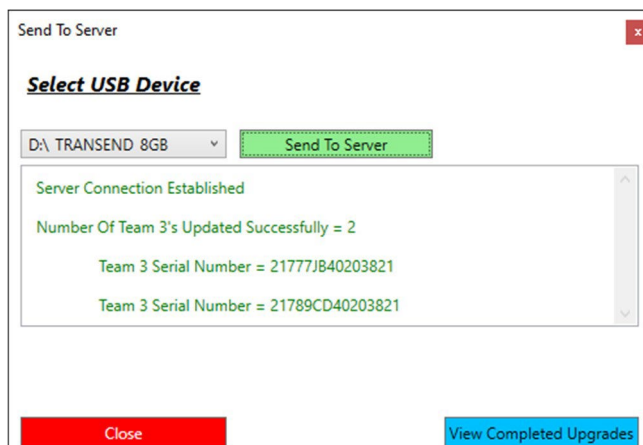 Send To Server
x
Select USB Device
D:\ TRANSEND 8GB
Send To Server
Server Connection Established
Number Of Team 3's Updated Successfully = 2
Team 3 Serial Number = 21777JB40203821
Team 3 Serial Number = 21789CD40203821
Close
View Completed Upgrades